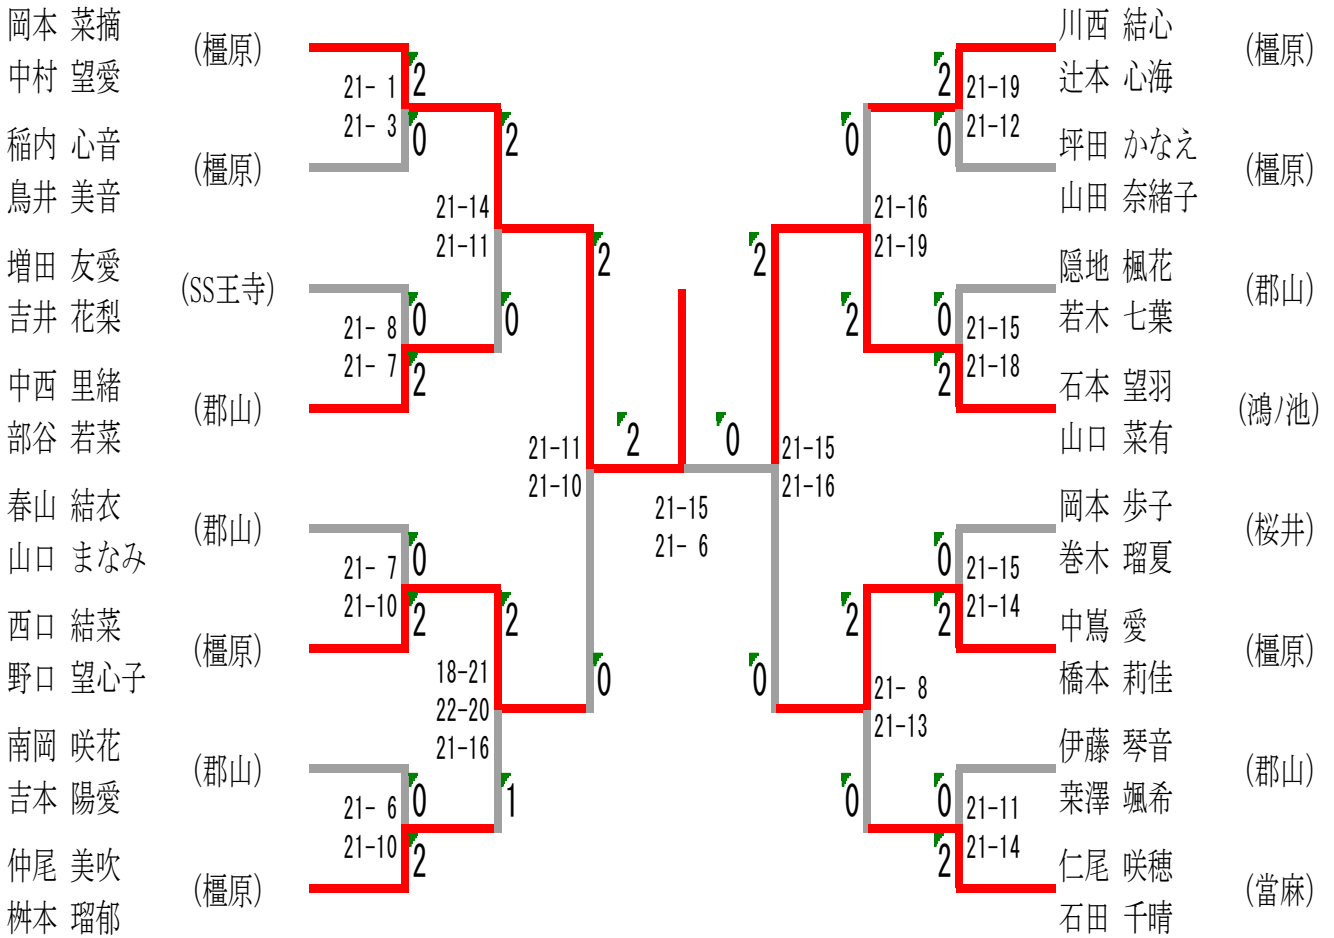 岡本 菜摘
中村 望愛
(橿原)
21- 1
21- 3
2
0
稲内 心音
鳥井 美音
(橿原)
2
21-14
21-11
0
増田 友愛
吉井 花梨
(SS王寺)
21- 8
21- 7
0
2
中西 里緒
部谷 若菜
(郡山)
2
21-11
21-10
0
春山 結衣
山口 まなみ
(郡山)
21- 7
21-10
0
2
西口 結菜
野口 望心子
(橿原)
2
18-21
22-20
21-16
1
南岡 咲花
吉本 陽愛
(郡山)
21- 6
21-10
0
2
仲尾 美吹
桝本 瑠郁
(橿原)
2
0
21-15
21- 6
川西 結心
辻本 心海
(橿原)
2
0
21-19
21-12
坪田 かなえ
山田 奈緒子
(橿原)
0
21-16
21-19
2
隠地 楓花
若木 七葉
(郡山)
0
2
21-15
21-18
石本 望羽
山口 菜有
(鴻ﾉ池)
2
21-15
21-16
0
岡本 歩子
巻木 瑠夏
(桜井)
0
2
21-15
21-14
中嶌 愛
橋本 莉佳
(橿原)
2
21- 8
21-13
0
伊藤 琴音
桒澤 颯希
(郡山)
0
2
21-11
21-14
仁尾 咲穂
石田 千晴
(當麻)